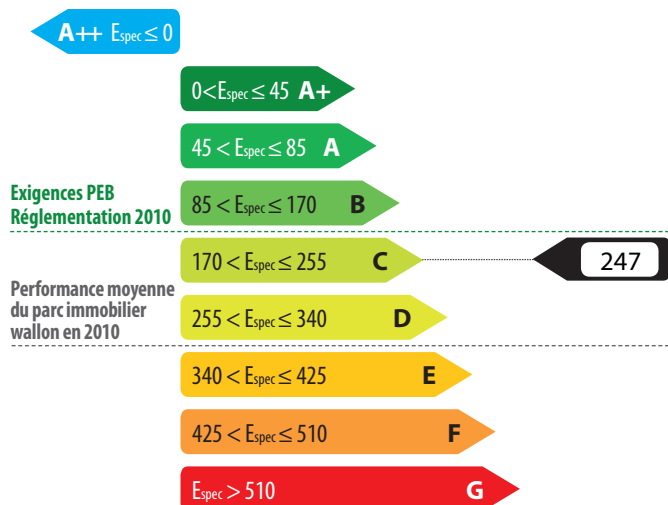 A++ Espec ≤ 0
0<Espec ≤ 45 A+
45 < Espec ≤ 85 A
Exigences PEB
Réglementation 2010
85 < Espec ≤ 170 B
170 < Espec ≤ 255 C
247
Performance moyenne
du parc immobilier
wallon en 2010
255 < Espec ≤ 340 D
340 < Espec ≤ 425 E
425 < Espec ≤ 510 F
Espec > 510 G